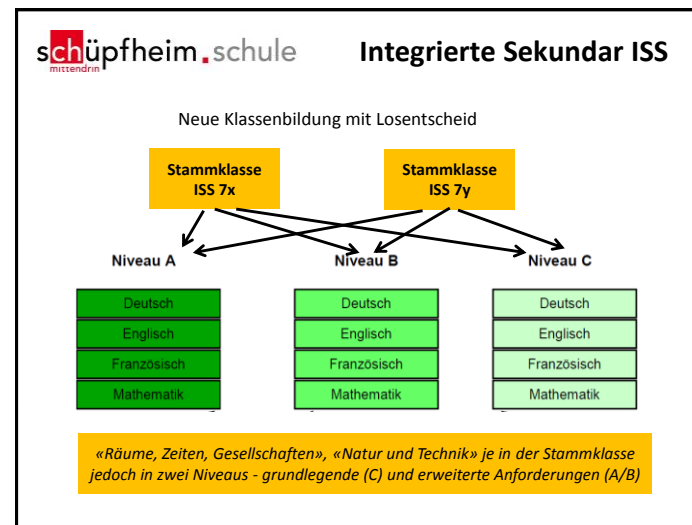 schüpfheim.schule
mittendrin
Integrierte Sekundar ISS
Neue Klassenbildung mit Losentscheid
Stammklasse
ISS 7x
Stammklasse
ISS 7y
Niveau A
Niveau B
Niveau C
Deutsch
Englisch
Französisch
Mathematik
Deutsch
Englisch
Französisch
Mathematik
Deutsch
Englisch
Französisch
Mathematik
«Räume, Zeiten, Gesellschaften», «Natur und Technik» je in der Stammklasse
jedoch in zwei Niveaus - grundlegende (C) und erweiterte Anforderungen (A/B)